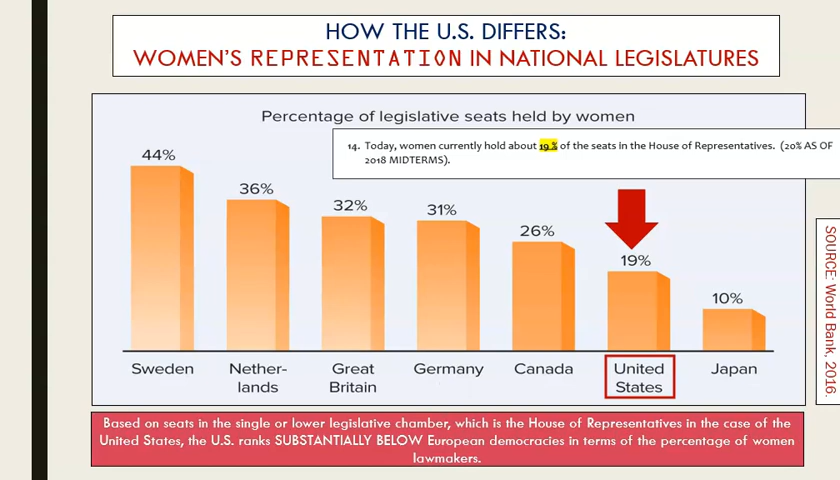 HOW THE U.S. DIFFERS:
WOMEN'S REPRESENTATION IN NATIONAL LEGISLATURES
Percentage of legislative seats held by women
14. Today, women currently hold about 19 % of the seats in the House of Representatives. (20% AS OF
2018 MIDTERMS).
44%
36%
32%
31%
26%
19%
10%
Sweden
Nether-
lands
Great
Britain
Germany
Canada
United
States
Japan
SOURCE: World Bank, 2016.
Based on seats in the single or lower legislative chamber, which is the House of Representatives in the case of the
United States, the U.S. ranks SUBSTANTIALLY BELOW European democracies in terms of the percentage of women
lawmakers.